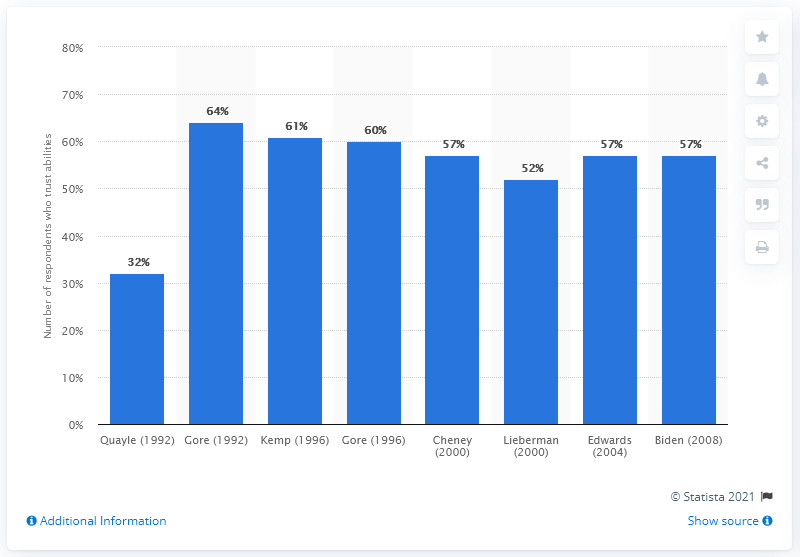 80%
70%
60%
50%
40%
30%
20%
10%
0%
Number of respondents who trust abilities
32%
64%
61%
60%
57%
52%
57%
57%
Quayle (1992)
Gore (1992)
Kemp (1996)
Gore (1996)
Cheney
(2000)
Lieberman
(2000)
Edwards
(2004)
Biden (2008)
© Statista 2021
Additional Information
Show source